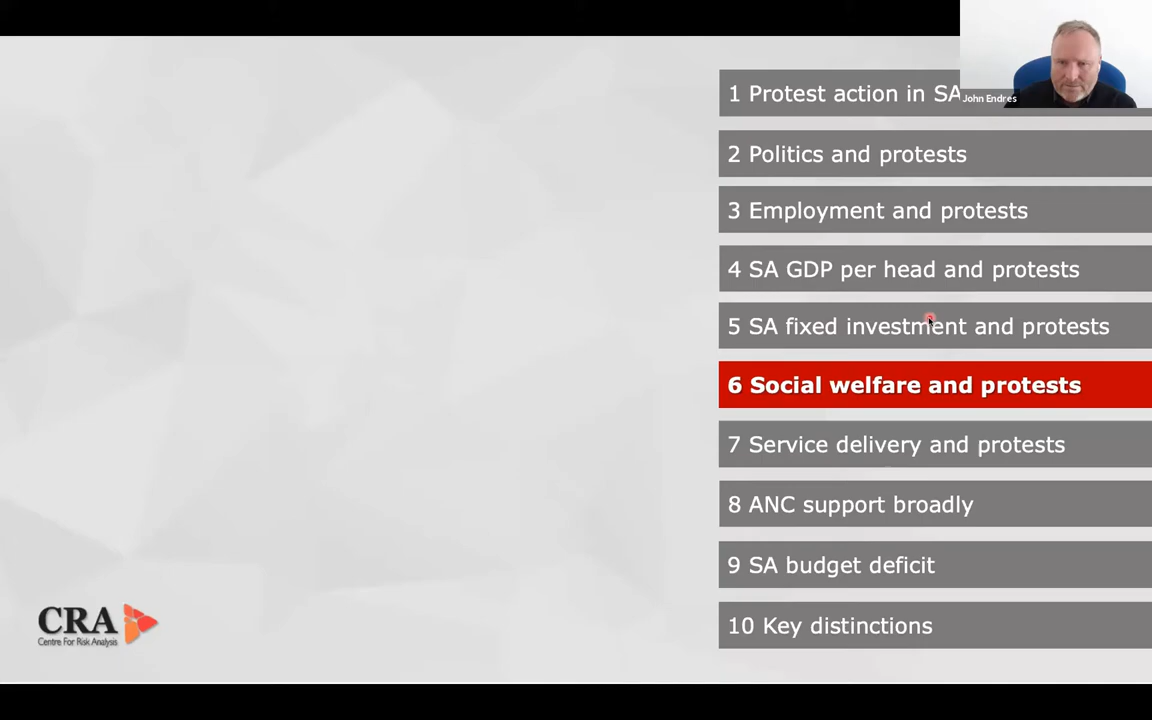 1 Protest action in SA
John Endres
2 Politics and protests
3 Employment and protests
4 SA GDP per head and protests
5 SA fixed investment and protests
6 Social welfare and protests
7 Service delivery and protests
8 ANC support broadly
9 SA budget deficit
10 Key distinctions
CRA
Centre For Risk Analysis